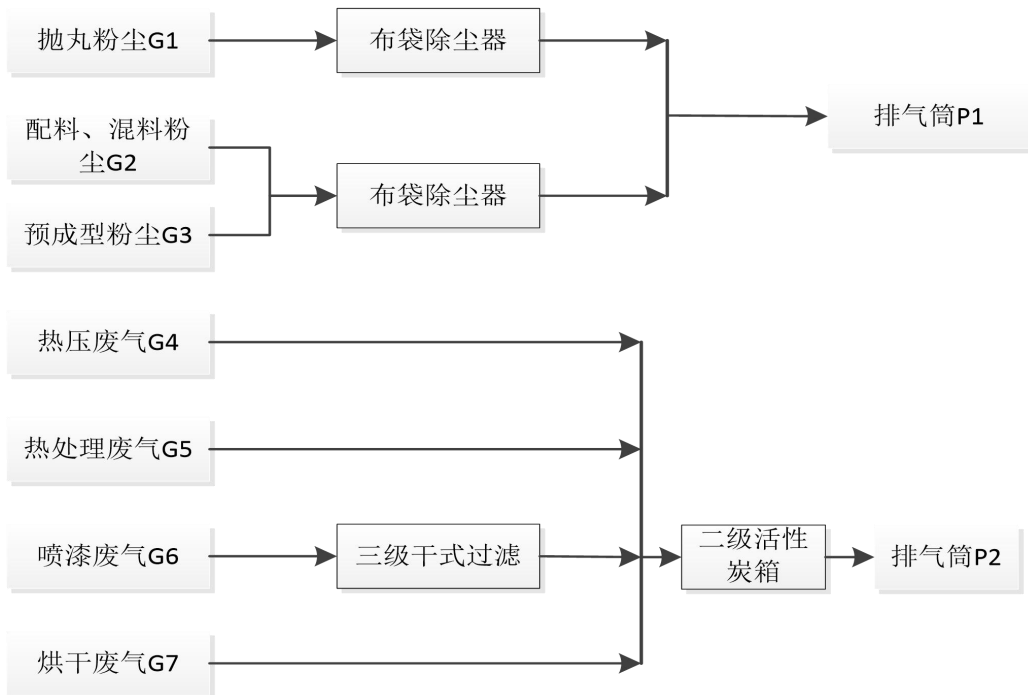 抛丸粉尘G1
布袋除尘器
排气筒P1
配料、混料粉
尘G2
布袋除尘器
预成型粉尘G3
热压废气G4
热处理废气G5
喷漆废气G6
三级干式过滤
二级活性
炭箱
排气筒P2
烘干废气G7